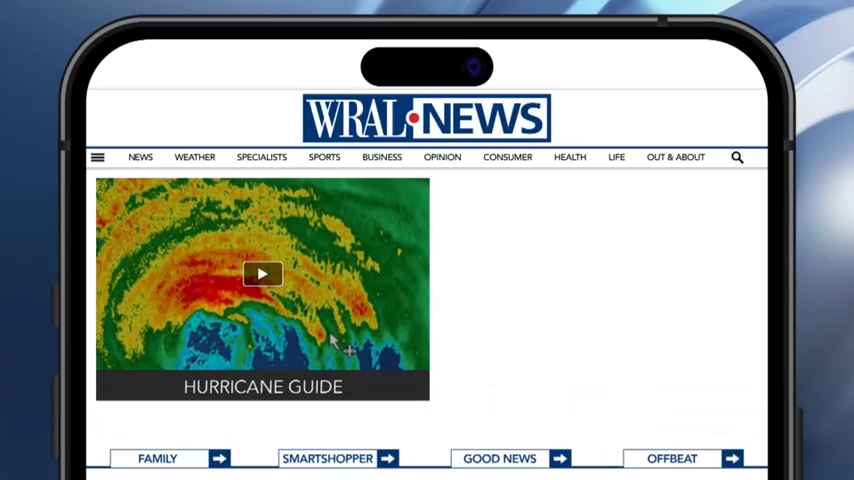 WRAL NEWS
NEWS WEATHER SPECIALISTS SPORTS BUSINESS OPINION CONSUMER HEALTH LIFE OUT & ABOUT
HURRICANE GUIDE
FAMILY SMARTSHOPPER GOOD NEWS OFFBEAT